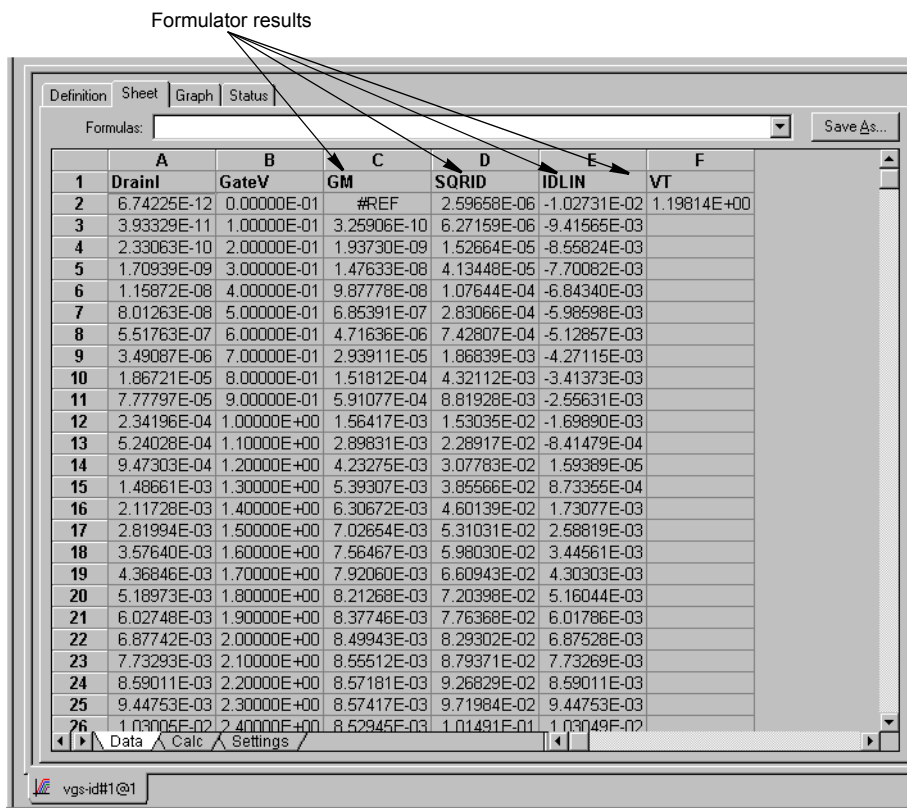 Formulator results
Definition Sheet Graph Status
Formulas: Save As...
A B C D E F
1 DrainI GateV GM SQRID IDLIN VT
2 6.74225E-12 0.00000E-01 #REF 2.59658E-06 -1.02731E-02 1.19814E+00
3 3.93329E-11 1.00000E-01 3.25906E-10 6.27159E-06 -9.41565E-03
4 2.33063E-10 2.00000E-01 1.93730E-09 1.52664E-05 -8.55824E-03
5 1.70939E-09 3.00000E-01 1.47633E-08 4.13448E-05 -7.70082E-03
6 1.15872E-08 4.00000E-01 9.87778E-08 1.07644E-04 -6.84340E-03
7 8.01263E-08 5.00000E-01 6.85391E-07 2.83066E-04 -5.98598E-03
8 5.51763E-07 6.00000E-01 4.71636E-06 7.42807E-04 -5.12857E-03
9 3.49087E-06 7.00000E-01 2.93911E-05 1.86839E-03 -4.27115E-03
10 1.86721E-05 8.00000E-01 1.51812E-04 4.32112E-03 -3.41373E-03
11 7.77797E-05 9.00000E-01 5.91077E-04 8.81928E-03 -2.55631E-03
12 2.34196E-04 1.00000E+00 1.56417E-03 1.53035E-02 -1.69890E-03
13 5.24028E-04 1.10000E+00 2.89831E-03 2.28917E-02 -8.41479E-04
14 9.47303E-04 1.20000E+00 4.23275E-03 3.07783E-02 1.59389E-05
15 1.48661E-03 1.30000E+00 5.39307E-03 3.85566E-02 8.73355E-04
16 2.11728E-03 1.40000E+00 6.30672E-03 4.60139E-02 1.73077E-03
17 2.81994E-03 1.50000E+00 7.02654E-03 5.31031E-02 2.58819E-03
18 3.57640E-03 1.60000E+00 7.56467E-03 5.98030E-02 3.44561E-03
19 4.36846E-03 1.70000E+00 7.92060E-03 6.60943E-02 4.30303E-03
20 5.18973E-03 1.80000E+00 8.21268E-03 7.20398E-02 5.16044E-03
21 6.02748E-03 1.90000E+00 8.37746E-03 7.76368E-02 6.01786E-03
22 6.87742E-03 2.00000E+00 8.49943E-03 8.29302E-02 6.87528E-03
23 7.73293E-03 2.10000E+00 8.55512E-03 8.79371E-02 7.73269E-03
24 8.59011E-03 2.20000E+00 8.57181E-03 9.26829E-02 8.59011E-03
25 9.44753E-03 2.30000E+00 8.57417E-03 9.71984E-02 9.44753E-03
26 1.03005E-02 2.40000E+00 8.52945E-03 1.01491E-01 1.03049E-02
Data Calc Settings
vgs-id#1@1